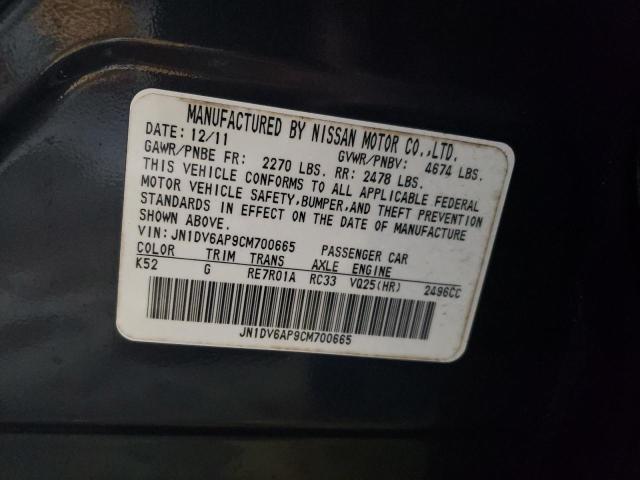 MANUFACTURED BY NISSAN MOTOR CO.,LTD.
DATE: 12/11 GVWR/PNBV: 4674 LBS.
GAWR/PNBE FR: 2270 LBS. RR: 2478 LBS.
THIS VEHICLE CONFORMS TO ALL APPLICABLE FEDERAL
MOTOR VEHICLE SAFETY,BUMPER,AND THEFT PREVENTION
STANDARDS IN EFFECT ON THE DATE OF MANUFACTURE
SHOWN ABOVE.
VIN: JN1DV6AP9CM700665 PASSENGER CAR
COLOR TRIM TRANS AXLE ENGINE
K52 G RE7R01A RC33 VQ25(HR) 2496CC
JN1DV6AP9CM700665